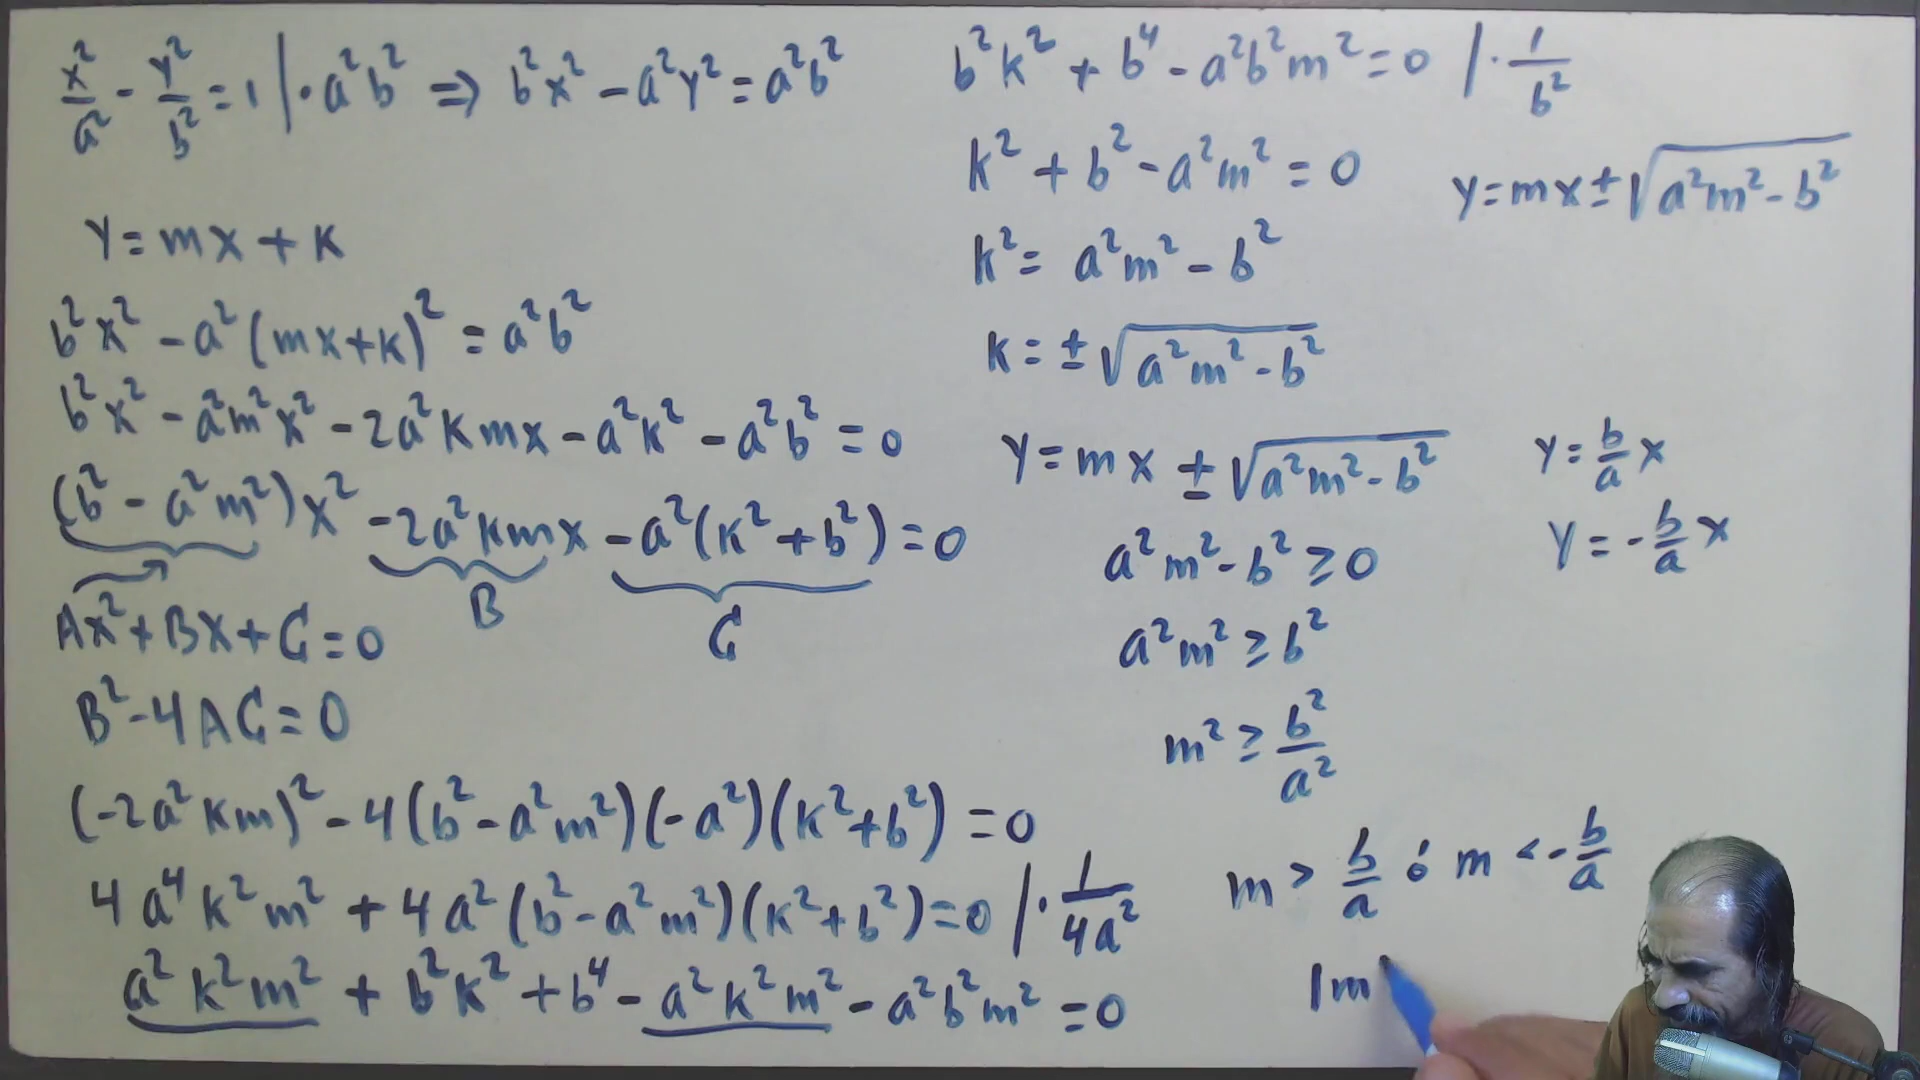 x²/a² - y²/b² = 1 | · a²b² ⇒ b²x² - a²y² = a²b²
y = mx + k
b²x² - a²(mx+k)² = a²b²
b²x² - a²m²x² - 2a²kmx - a²k² - a²b² = 0
(b² - a²m²)x² - 2a²kmx - a²(k² + b²) = 0
B C
Ax² + Bx + C = 0
B² - 4AC = 0
(-2a²km)² - 4(b² - a²m²)(-a²)(k² + b²) = 0
4a⁴k²m² + 4a²(b² - a²m²)(k² + b²) = 0 | · 1/4a²
a²k²m² + b²k² + b⁴ - a²k²m² - a²b²m² = 0
b²k² + b⁴ - a²b²m² = 0 | · 1/b²
k² + b² - a²m² = 0
k² = a²m² - b²
k = ±√(a²m² - b²)
y = mx ± √(a²m² - b²)
a²m² - b² ≥ 0
a²m² ≥ b²
m² ≥ b²/a²
m > b/a ó m < -b/a
|m
y = mx ± √(a²m² - b²)
y = b/a x
y = -b/a x